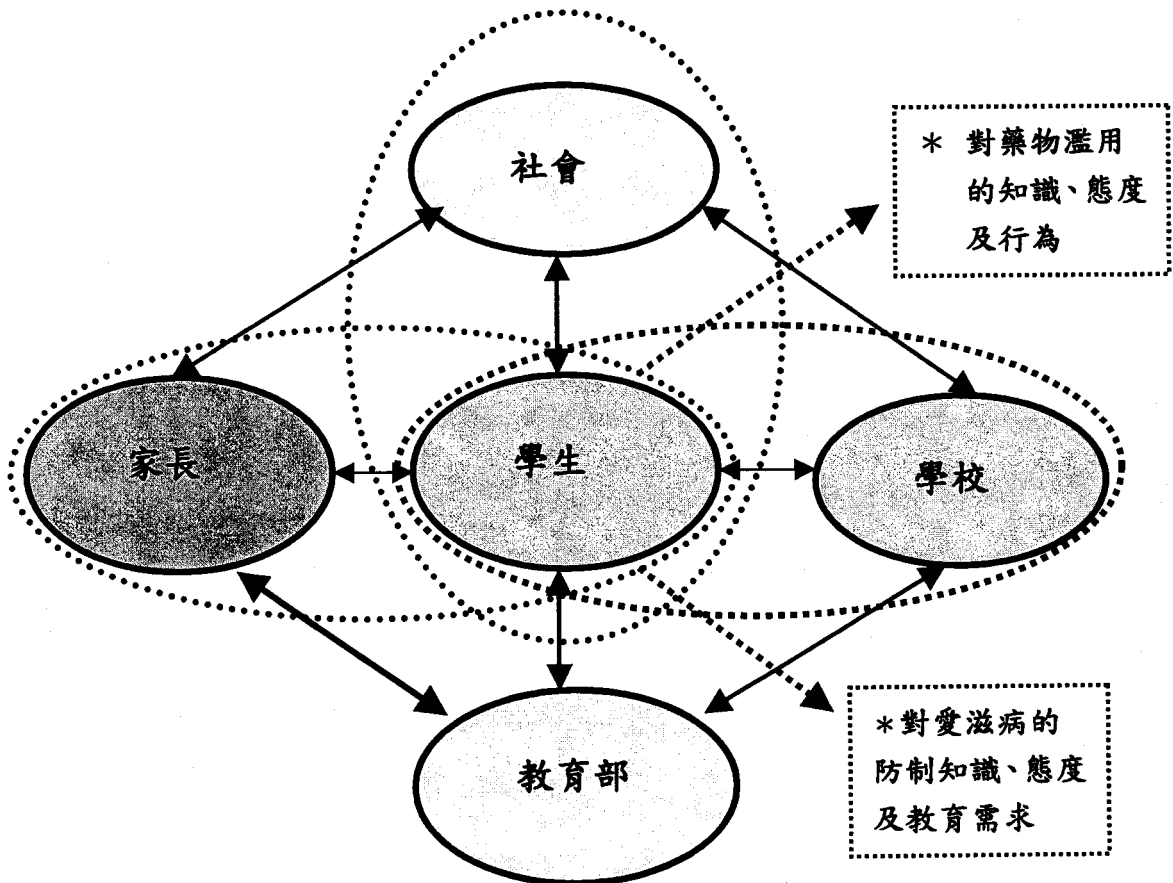 社會
* 對藥物濫用
的知識、態度
及行為
家長
學生
學校
教育部
*對愛滋病的
防制知識、態度
及教育需求